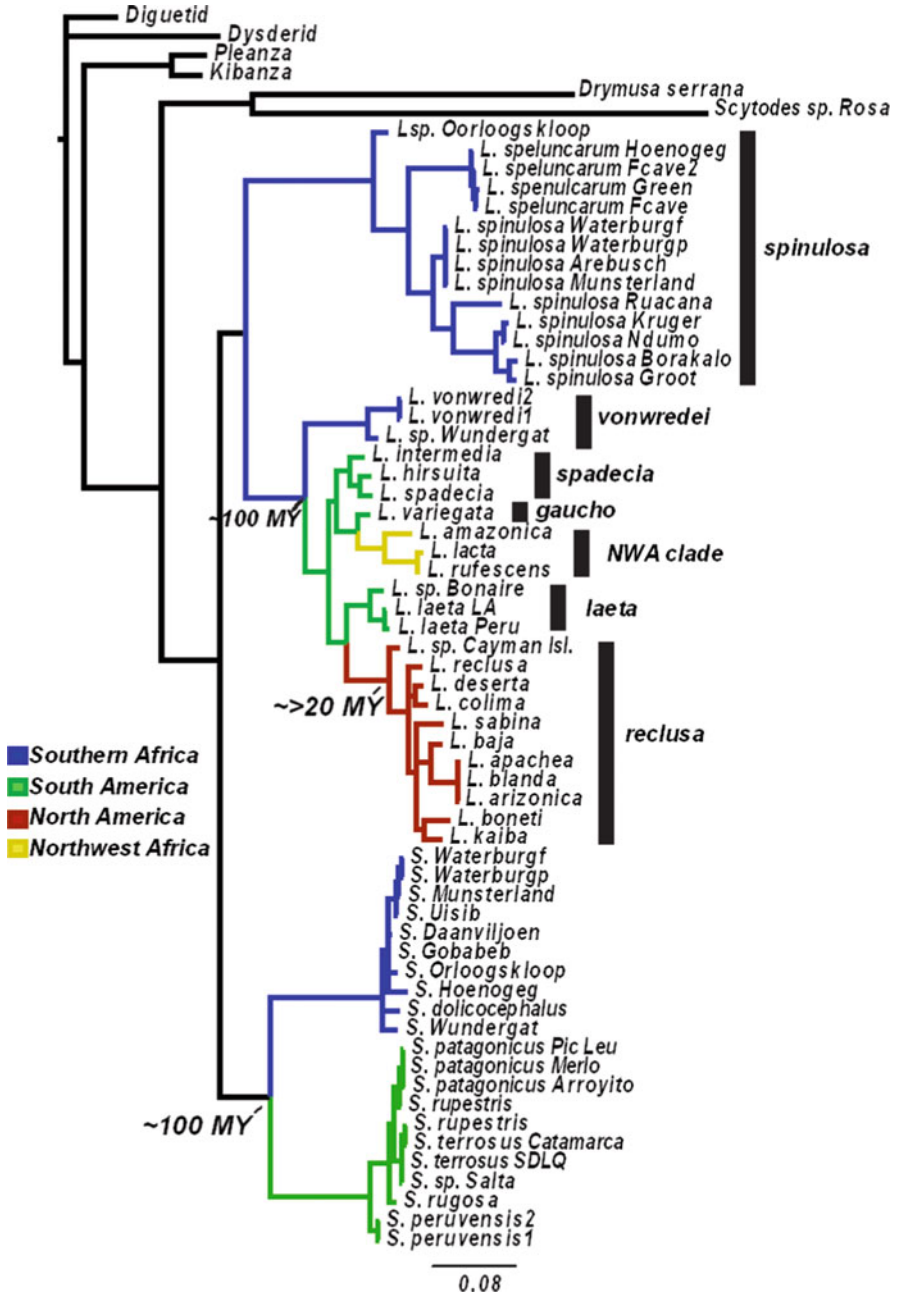 Diguetid
Dysderid
Pleanza
Kibanza
Drymusa serrana
Scytodes sp. Rosa
Lsp. Oorloogskloop
L. speluncarum Hoenogeg
L. speluncarum Fcave2
L. spenulcarum Green
L. speluncarum Fcave
L. spinulosa Waterburgf
L. spinulosa Waterburgp
spinulosa
L. spinulosa Arebusch
L. spinulosa Munsterland
L. spinulosa Ruacana
L. spinulosa Kruger
L. spinulosa Ndumo
L. spinulosa Borakalo
L. spinulosa Groot
L. vonwredi2
L. vonwredi1
vonwredei
L. sp. Wundergat
L. intermedia
L. hirsuita
spadecia
L. spadecia
L. variegata
gaucho
~100 MY
L. amazonica
L. lacta
NWA clade
L. rufescens
L. sp. Bonaire
L. laeta LA
laeta
L. laeta Peru
L. sp. Cayman Isl.
L. reclusa
L. deserta
L. colima
~>20 MY
L. sabina
reclusa
L. baja
L. apachea
L. blanda
L. arizonica
L. boneti
L. kaiba
Southern Africa
South America
North America
Northwest Africa
S. Waterburgf
S. Waterburgp
S. Munsterland
S. Uisib
S. Daanviljoen
S. Gobabeb
S. Orloogskloop
S. Hoenogeg
S. dolicocephalus
S. Wundergat
S. patagonicus Pic Leu
S. patagonicus Merlo
S. patagonicus Arroyito
S. rupestris
~100 MY
S. rupestris
S. terrosus Catamarca
S. terrosus SDLQ
S. sp. Salta
S. rugosa
S. peruvensis2
S. peruvensis1
0.08